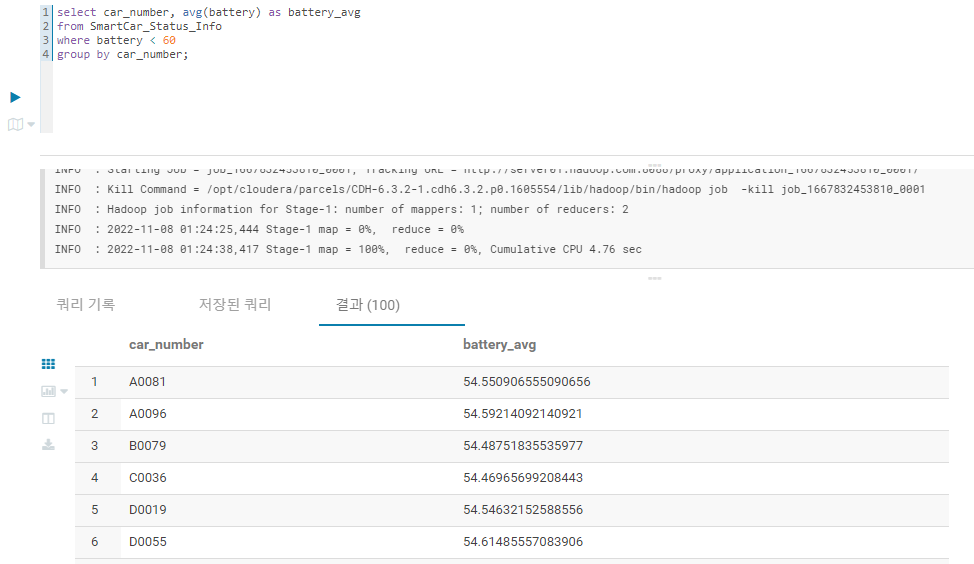 1 select car_number, avg(battery) as battery_avg
2 from SmartCar_Status_Info
3 where battery < 60
4 group by car_number;
INFO : Starting Job = job_1667832453810_0001, Tracking URL = http://server01.hadoop.com:8088/proxy/application_1667832453810_0001/
INFO : Kill Command = /opt/cloudera/parcels/CDH-6.3.2-1.cdh6.3.2.p0.1605554/lib/hadoop/bin/hadoop job -kill job_1667832453810_0001
INFO : Hadoop job information for Stage-1: number of mappers: 1; number of reducers: 2
INFO : 2022-11-08 01:24:25,444 Stage-1 map = 0%, reduce = 0%
INFO : 2022-11-08 01:24:38,417 Stage-1 map = 100%, reduce = 0%, Cumulative CPU 4.76 sec
쿼리 기록 저장된 쿼리 결과 (100)
car_number battery_avg
1 A0081 54.550906555090656
2 A0096 54.59214092140921
3 B0079 54.48751835535977
4 C0036 54.46965699208443
5 D0019 54.54632152588556
6 D0055 54.61485557083906